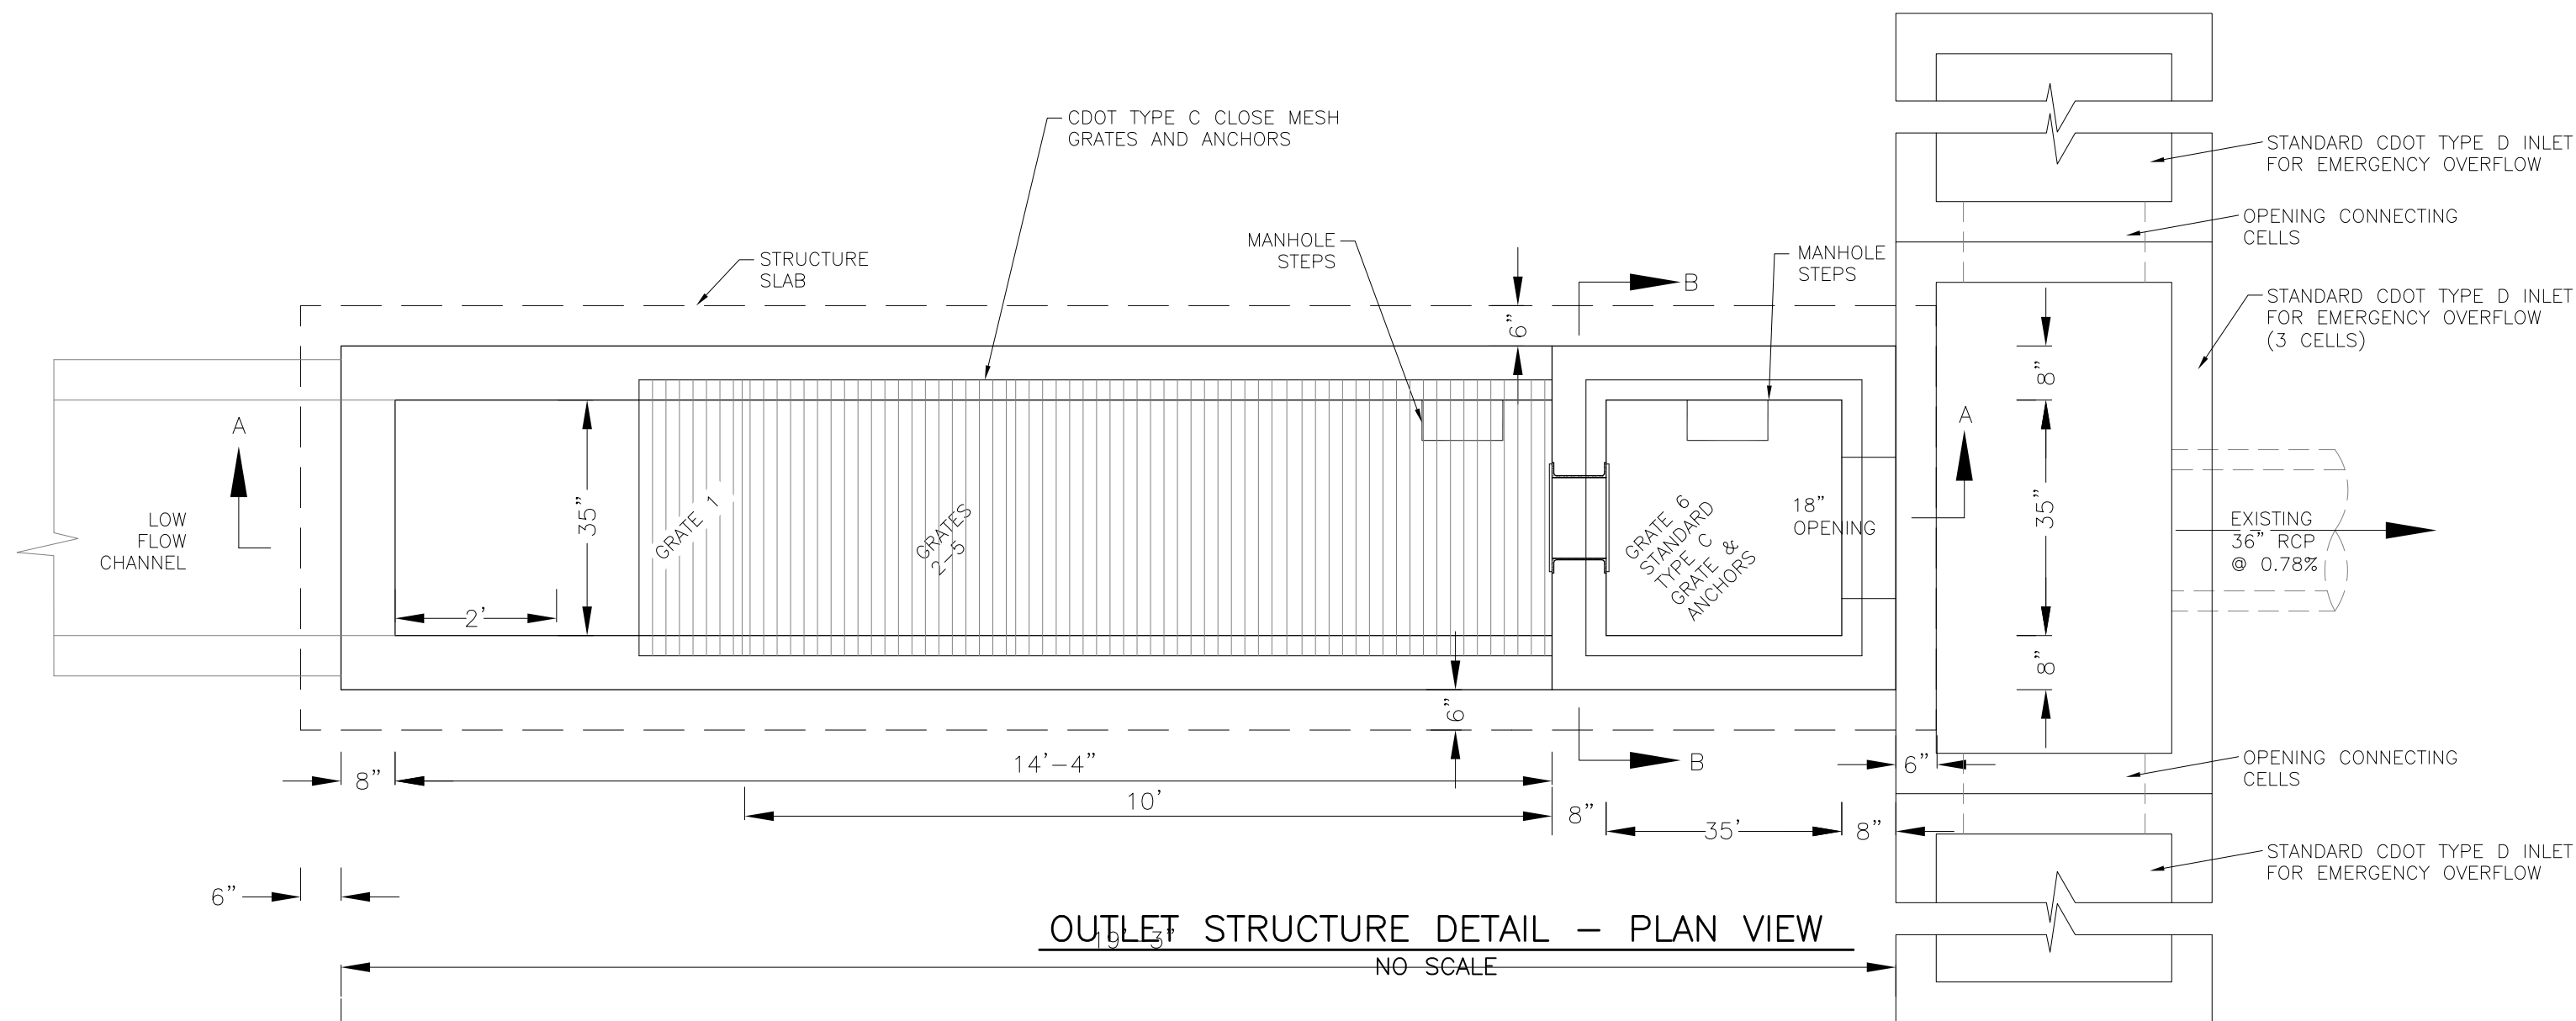 CDOT TYPE C CLOSE MESH
GRATES AND ANCHORS
STANDARD CDOT TYPE D INLET
FOR EMERGENCY OVERFLOW
OPENING CONNECTING
CELLS
STRUCTURE
SLAB
MANHOLE
STEPS
MANHOLE
STEPS
B
6"
STANDARD CDOT TYPE D INLET
FOR EMERGENCY OVERFLOW
(3 CELLS)
8"
A
A
LOW
FLOW
CHANNEL
35"
GRATE 1
GRATES
2-5
GRATE 6
STANDARD
TYPE C
GRATE &
ANCHORS
18"
OPENING
35"
EXISTING
36" RCP
@ 0.78%
2'
8"
6"
B
6"
OPENING CONNECTING
CELLS
8"
14'-4"
10'
8"
35'
8"
STANDARD CDOT TYPE D INLET
FOR EMERGENCY OVERFLOW
6"
OUTLET STRUCTURE DETAIL - PLAN VIEW
19'-3"
NO SCALE